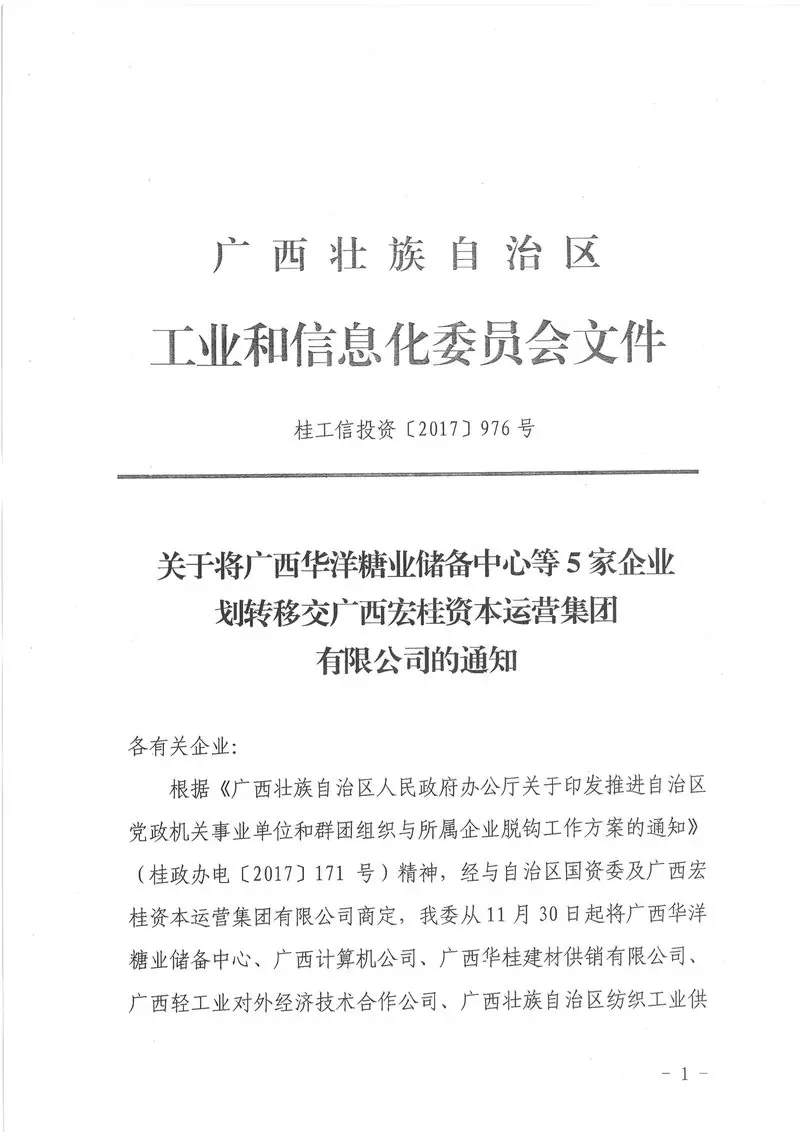 广西壮族自治区
工业和信息化委员会文件
桂工信投资〔2017〕976号
关于将广西华洋糖业储备中心等5家企业
划转移交广西宏桂资本运营集团
有限公司的通知
各有关企业：
根据《广西壮族自治区人民政府办公厅关于印发推进自治区
党政机关事业单位和群团组织与所属企业脱钩工作方案的通知》
（桂政办电〔2017〕171号）精神，经与自治区国资委及广西宏
桂资本运营集团有限公司商定，我委从11月30日起将广西华洋
糖业储备中心、广西计算机公司、广西华桂建材供销有限公司、
广西轻工业对外经济技术合作公司、广西壮族自治区纺织工业供
- 1 -